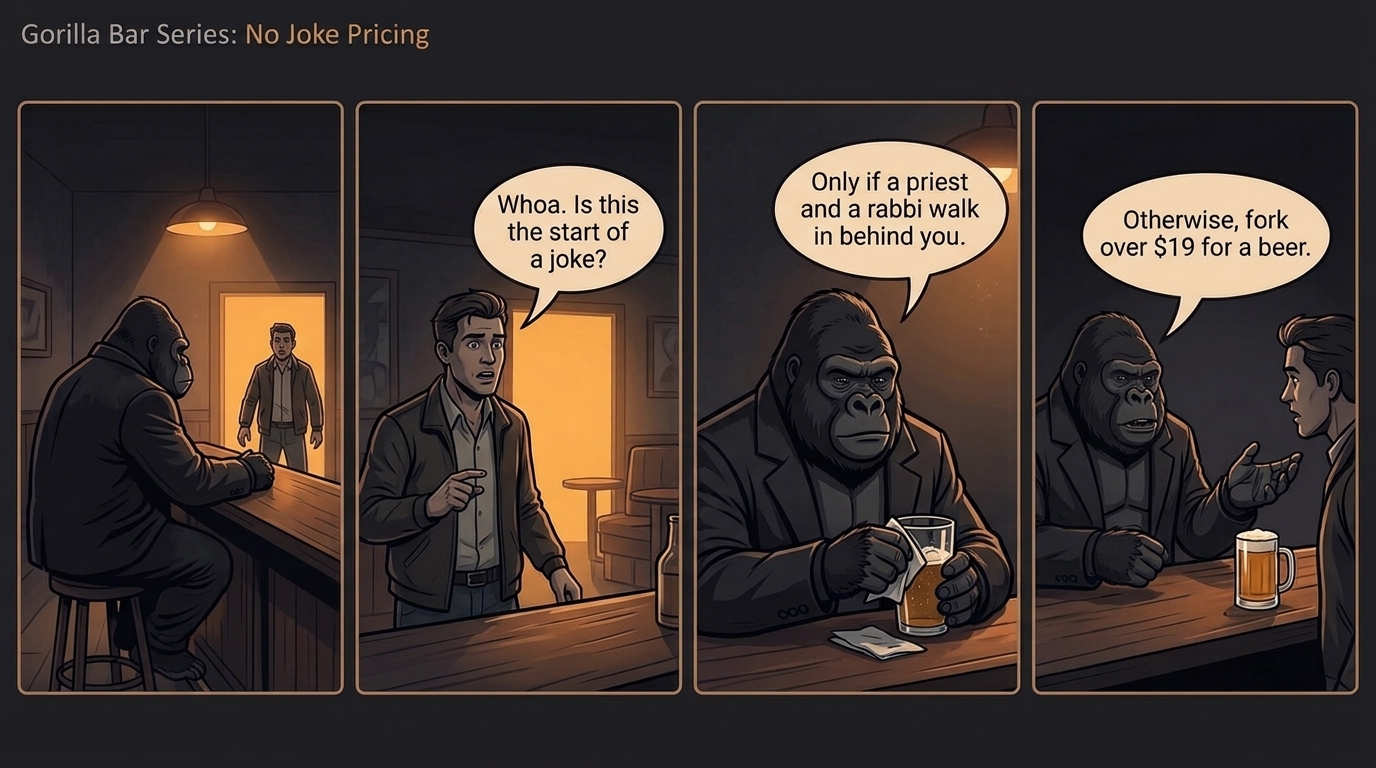 Gorilla Bar Series: No Joke Pricing
Whoa. Is this
the start of
a joke?
Only if a priest
and a rabbi walk
in behind you.
Otherwise, fork
over $19 for a beer.